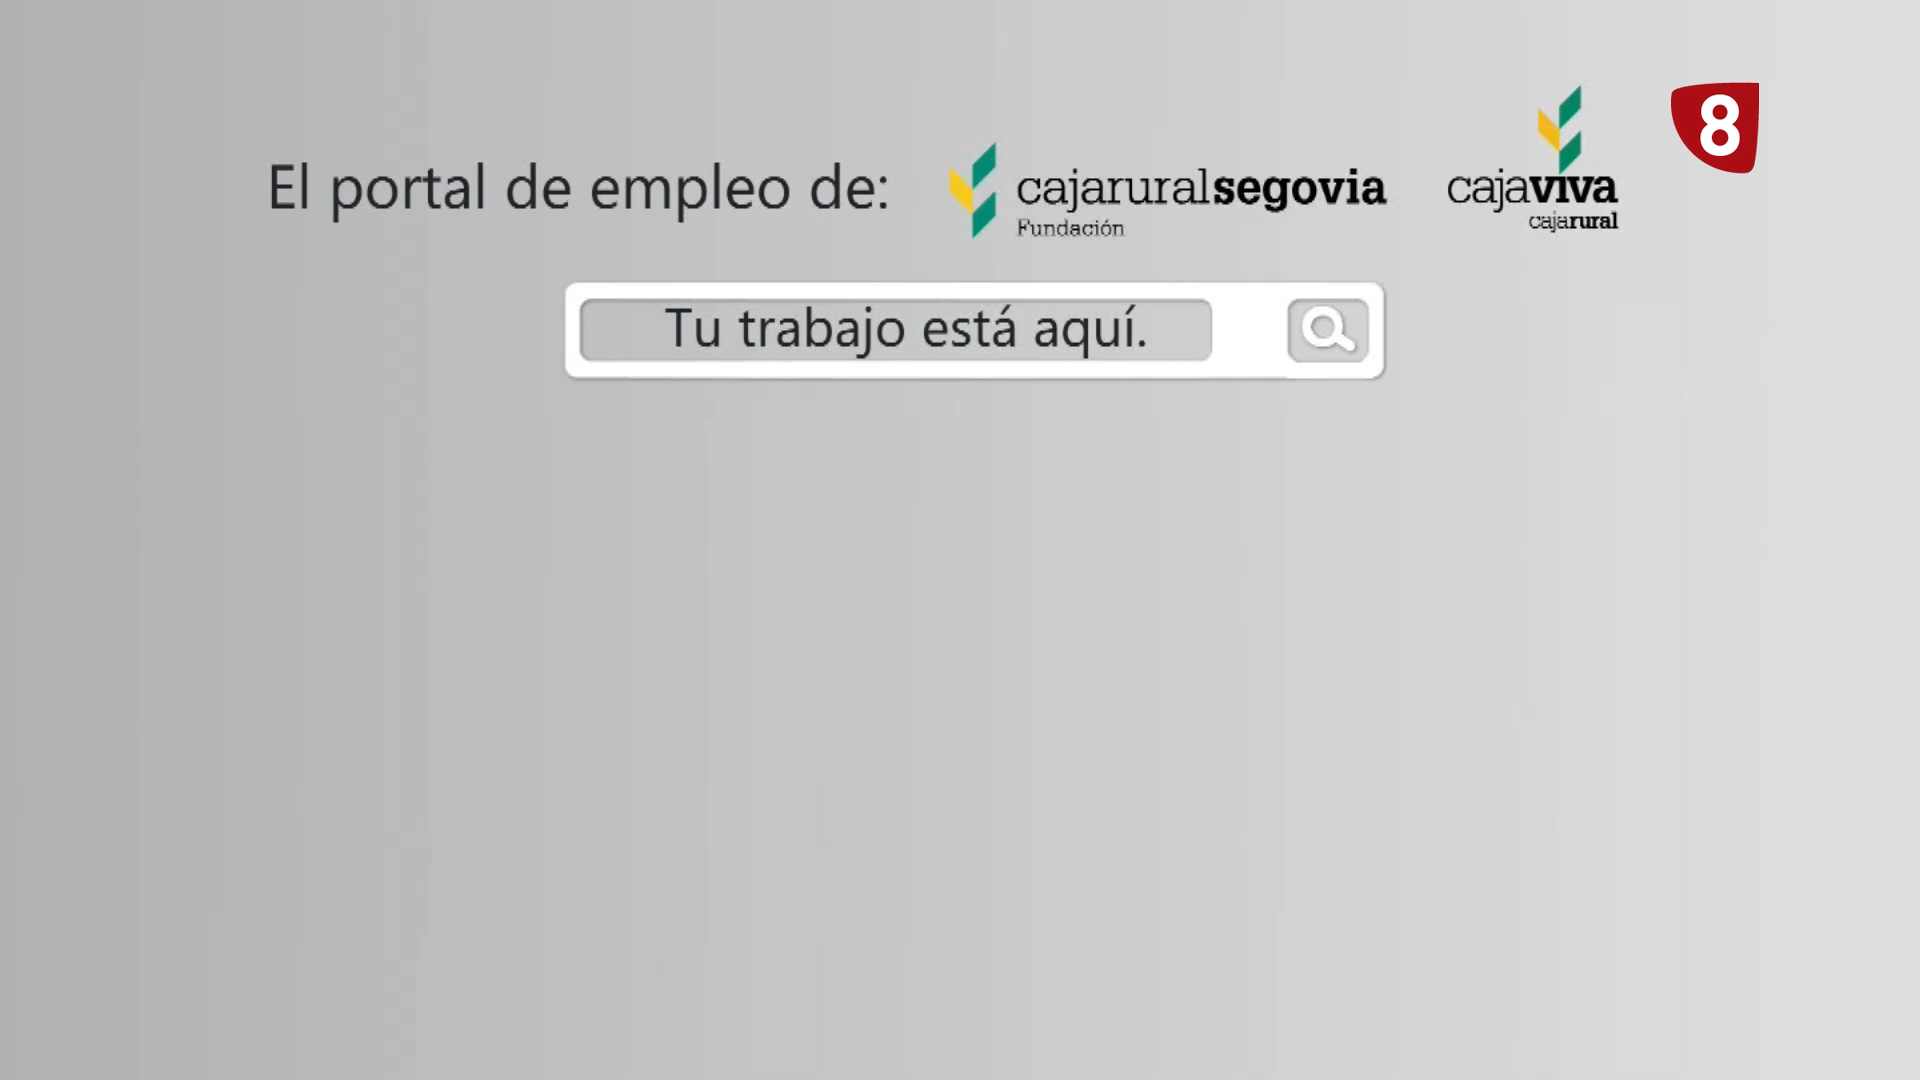 El portal de empleo de:
cajaruralsegovia
Fundación
cajaviva
cajarural
8
Tu trabajo está aquí.